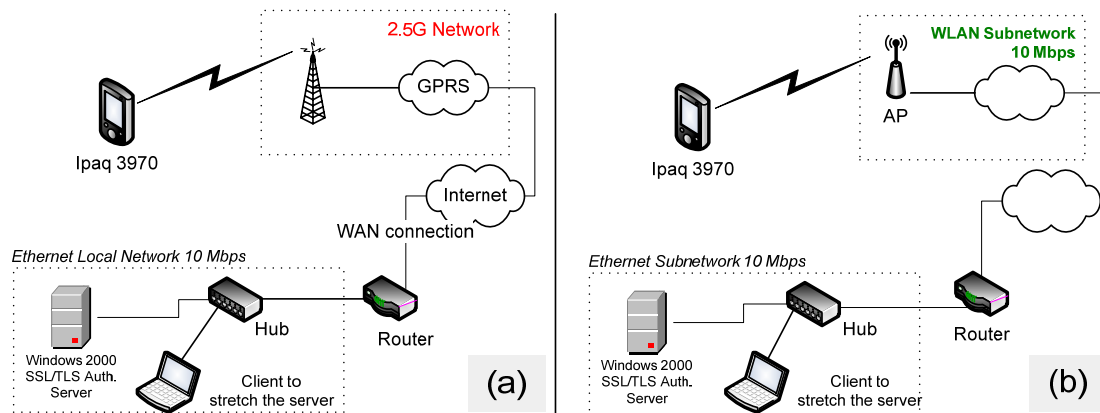 2.5G Network
GPRS
Ipaq 3970
Internet
WAN connection
Ethernet Local Network 10 Mbps
Hub
Router
Windows 2000
SSL/TLS Auth.
Server
Client to
stretch the server
(a)
WLAN Subnetwork
10 Mbps
AP
Ipaq 3970
Ethernet Subnetwork 10 Mbps
Hub
Router
Windows 2000
SSL/TLS Auth.
Server
Client to
stretch the server
(b)